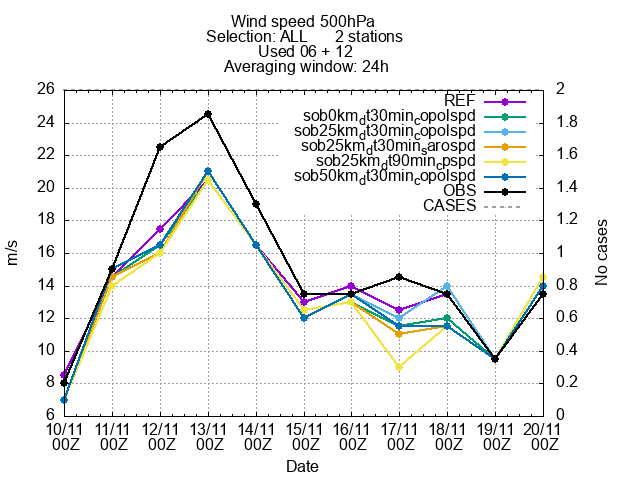 Wind speed 500hPa
Selection: ALL 2 stations
Used 06 + 12
Averaging window: 24h
26
24
22
20
18
16
14
12
10
8
6
m/s
2
1.8
1.6
1.4
1.2
1
0.8
0.6
0.4
0.2
0
No cases
REF
sob0km_dt30min_copolspd
sob25km_dt30min_copolspd
sob25km_dt30min_sarospd
sob25km_dt90min_cpspd
sob50km_dt30min_copolspd
OBS
CASES
10/11 11/11 12/11 13/11 14/11 15/11 16/11 17/11 18/11 19/11 20/11
00Z 00Z 00Z 00Z 00Z 00Z 00Z 00Z 00Z 00Z 00Z
Date